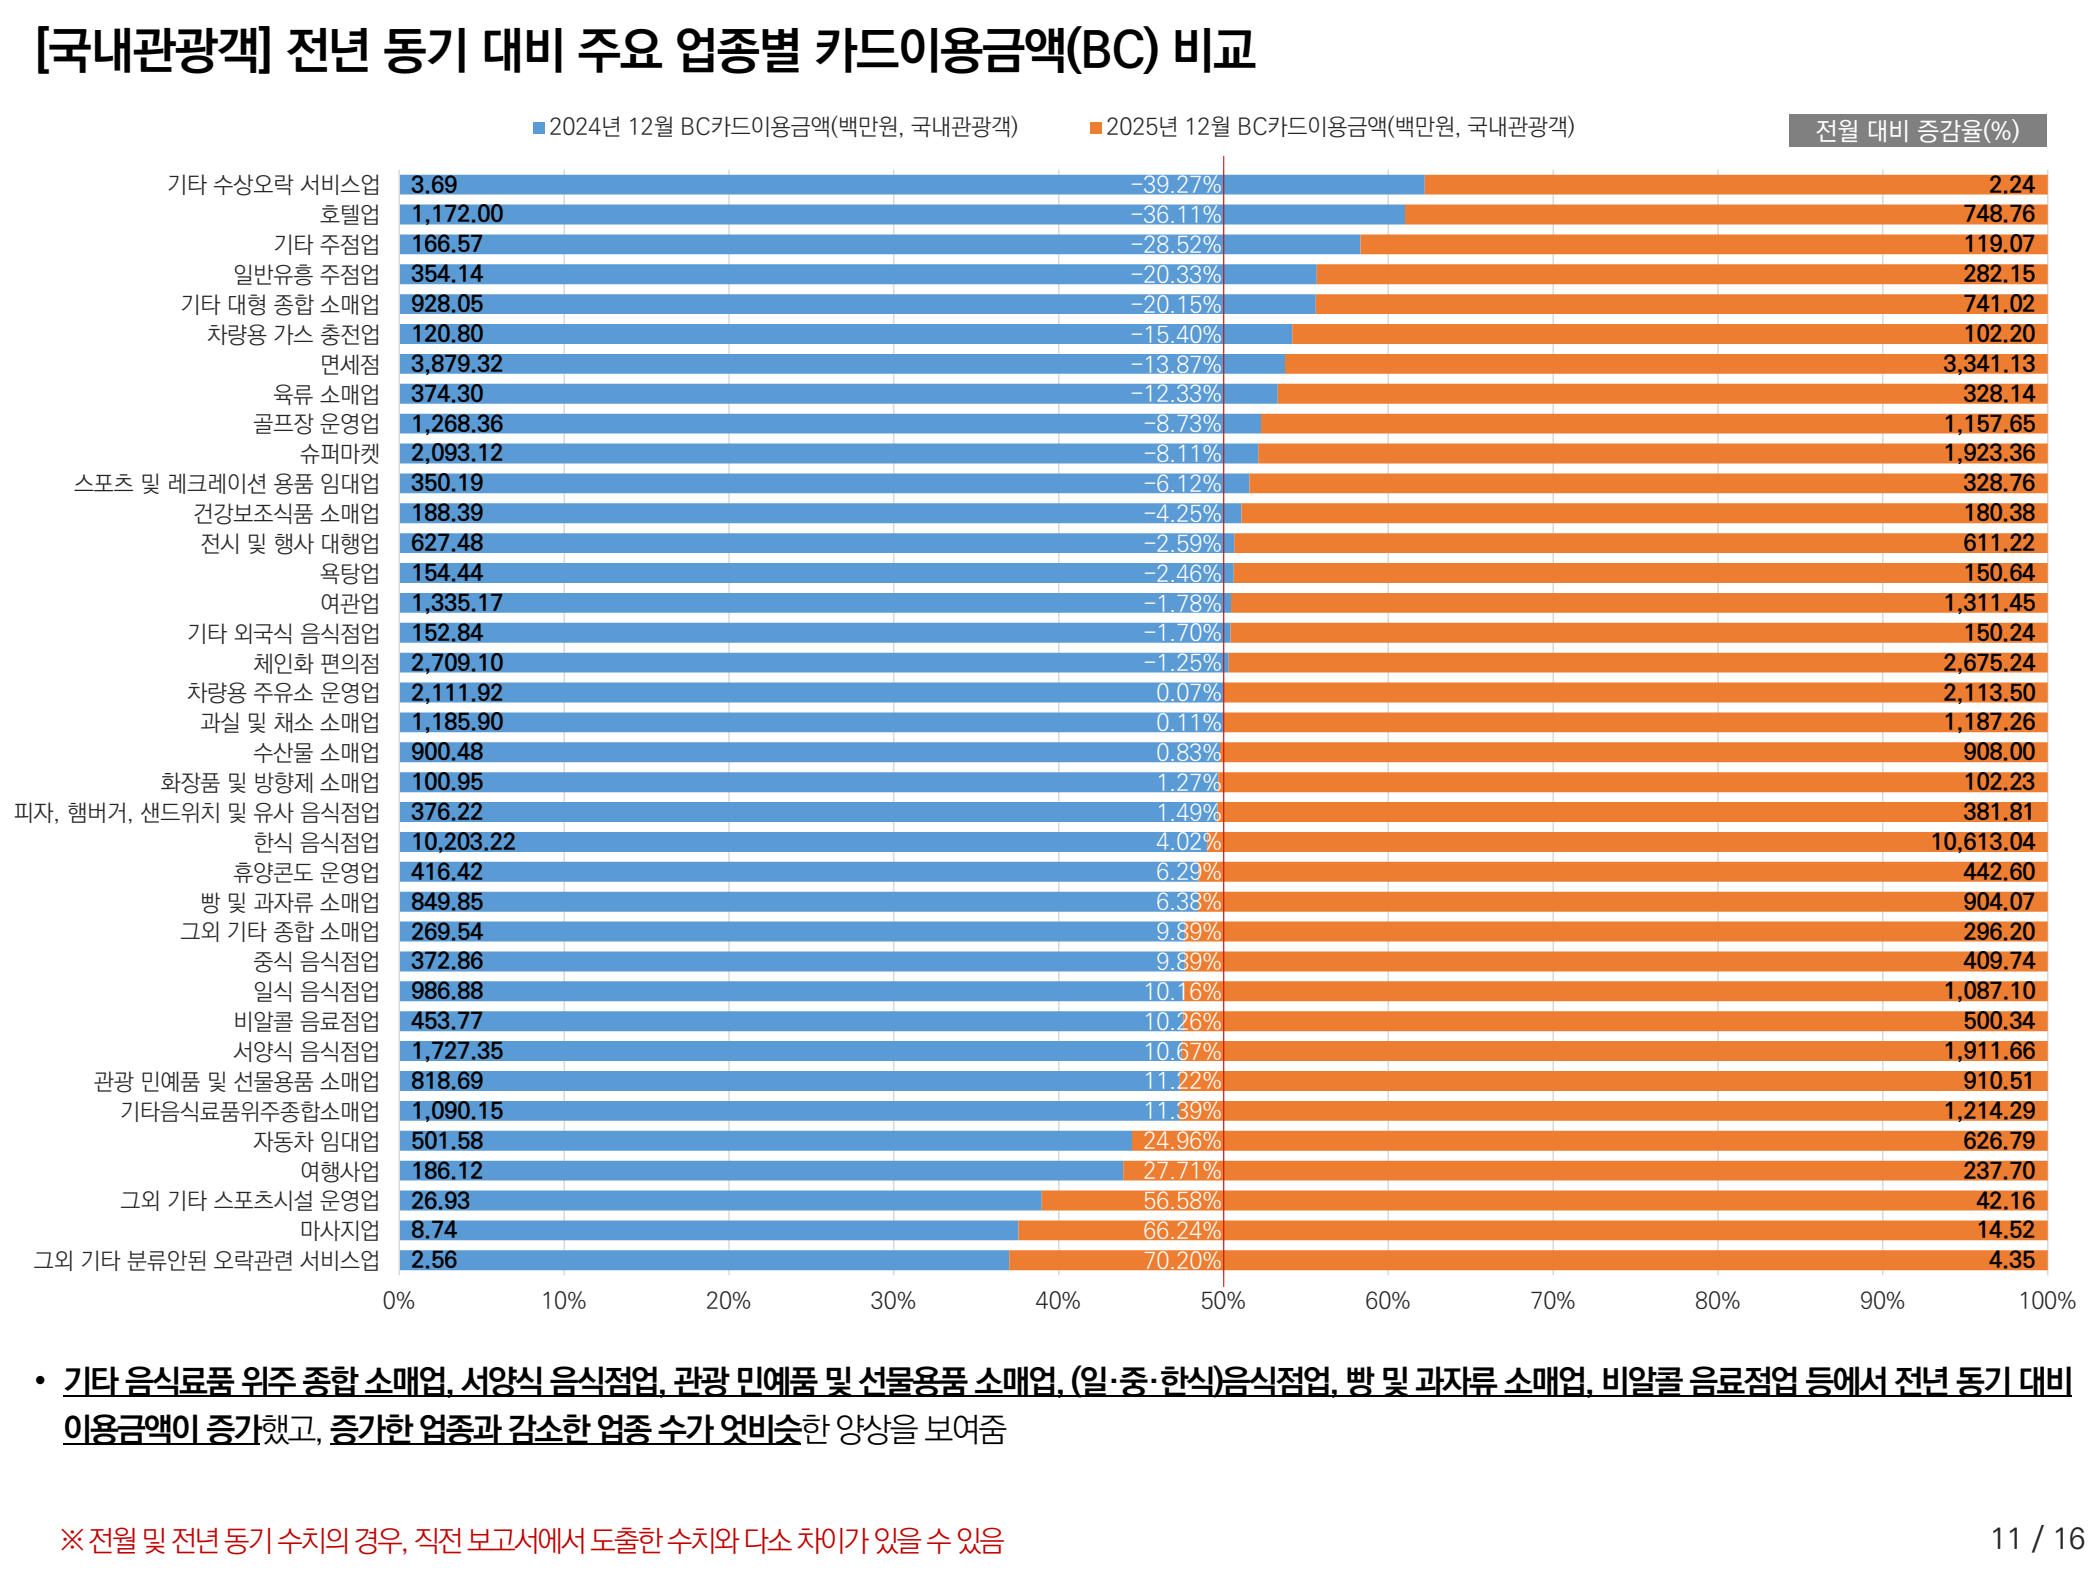 [국내관광객] 전년 동기 대비 주요 업종별 카드이용금액(BC) 비교
2024년 12월 BC카드이용금액(백만원, 국내관광객) 2025년 12월 BC카드이용금액(백만원, 국내관광객) 전월 대비 증감율(%)
기타 수상오락 서비스업 3.69 -39.27% 2.24
호텔업 1,172.00 -36.11% 748.76
기타 주점업 166.57 -28.52% 119.07
일반유흥 주점업 354.14 -20.33% 282.15
기타 대형 종합 소매업 928.05 -20.15% 741.02
차량용 가스 충전업 120.80 -15.40% 102.20
면세점 3,879.32 -13.87% 3,341.13
육류 소매업 374.30 -12.33% 328.14
골프장 운영업 1,268.36 -8.73% 1,157.65
슈퍼마켓 2,093.12 -8.11% 1,923.36
스포츠 및 레크레이션 용품 임대업 350.19 -6.12% 328.76
건강보조식품 소매업 188.39 -4.25% 180.38
전시 및 행사 대행업 627.48 -2.59% 611.22
욕탕업 154.44 -2.46% 150.64
여관업 1,335.17 -1.78% 1,311.45
기타 외국식 음식점업 152.84 -1.70% 150.24
체인화 편의점 2,709.10 -1.25% 2,675.24
차량용 주유소 운영업 2,111.92 0.07% 2,113.50
과실 및 채소 소매업 1,185.90 0.11% 1,187.26
수산물 소매업 900.48 0.83% 908.00
화장품 및 방향제 소매업 100.95 1.27% 102.23
피자, 햄버거, 샌드위치 및 유사 음식점업 376.22 1.49% 381.81
한식 음식점업 10,203.22 4.02% 10,613.04
휴양콘도 운영업 416.42 6.29% 442.60
빵 및 과자류 소매업 849.85 6.38% 904.07
그외 기타 종합 소매업 269.54 9.89% 296.20
중식 음식점업 372.86 9.89% 409.74
일식 음식점업 986.88 10.16% 1,087.10
비알콜 음료점업 453.77 10.26% 500.34
서양식 음식점업 1,727.35 10.67% 1,911.66
관광 민예품 및 선물용품 소매업 818.69 11.22% 910.51
기타음식료품위주종합소매업 1,090.15 11.39% 1,214.29
자동차 임대업 501.58 24.96% 626.79
여행사업 186.12 27.71% 237.70
그외 기타 스포츠시설 운영업 26.93 56.58% 42.16
마사지업 8.74 66.24% 14.52
그외 기타 분류안된 오락관련 서비스업 2.56 70.20% 4.35
0% 10% 20% 30% 40% 50% 60% 70% 80% 90% 100%
• 기타 음식료품 위주 종합 소매업, 서양식 음식점업, 관광 민예품 및 선물용품 소매업, (일·중·한식)음식점업, 빵 및 과자류 소매업, 비알콜 음료점업 등에서 전년 동기 대비
이용금액이 증가했고, 증가한 업종과 감소한 업종 수가 엇비슷한 양상을 보여줌
※ 전월 및 전년 동기 수치의 경우, 직전 보고서에서 도출한 수치와 다소 차이가 있을 수 있음
11 / 16